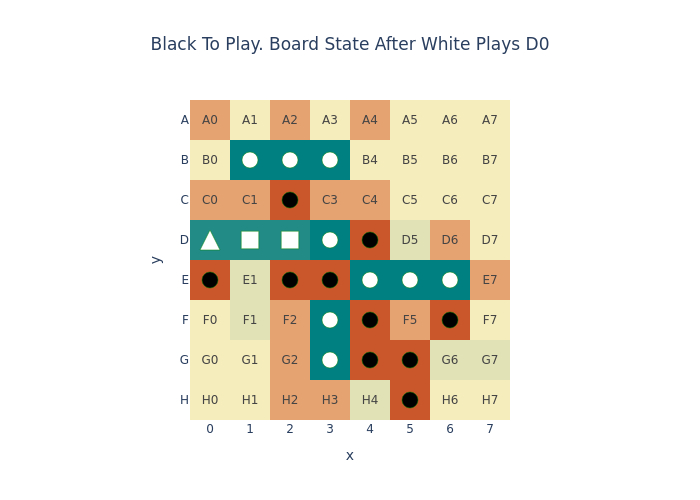 Black To Play. Board State After White Plays D0
A A0 A1 A2 A3 A4 A5 A6 A7
B B0 B4 B5 B6 B7
C C0 C1 C3 C4 C5 C6 C7
D D5 D6 D7
E E1 E7
F F0 F1 F2 F5 F7
G G0 G1 G2 G6 G7
H H0 H1 H2 H3 H4 H6 H7
0 1 2 3 4 5 6 7
x
y